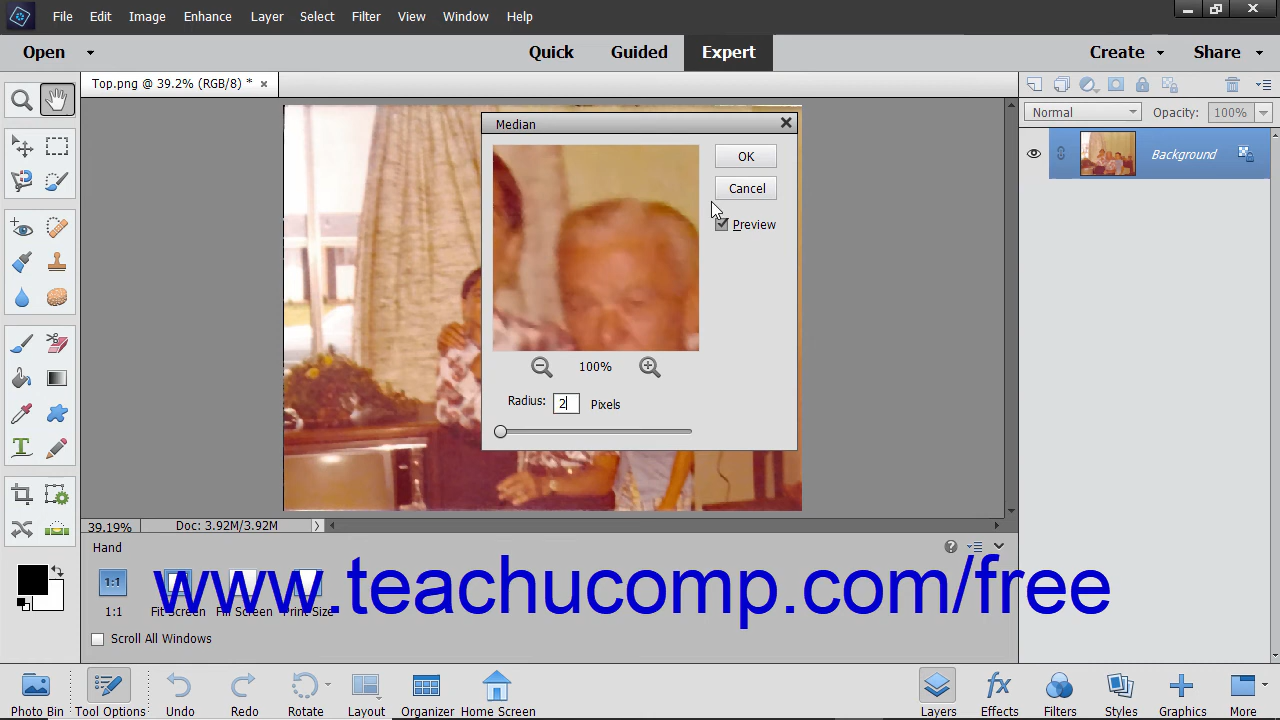 File Edit Image Enhance Layer Select Filter View Window Help
Open Quick Guided Expert Create Share
Top.png @ 39.2% (RGB/8) * ×
Normal Opacity: 100%
Background
Median
OK
Cancel
Preview
100%
Radius: 2 Pixels
39.19% Doc: 3.92M/3.92M
Hand
1:1
www.teachucomp.com/free
1:1 Fit Screen Fill Screen Print Size
Scroll All Windows
Photo Bin Tool Options Undo Redo Rotate Layout Organizer Home Screen Layers Effects Filters Styles Graphics More